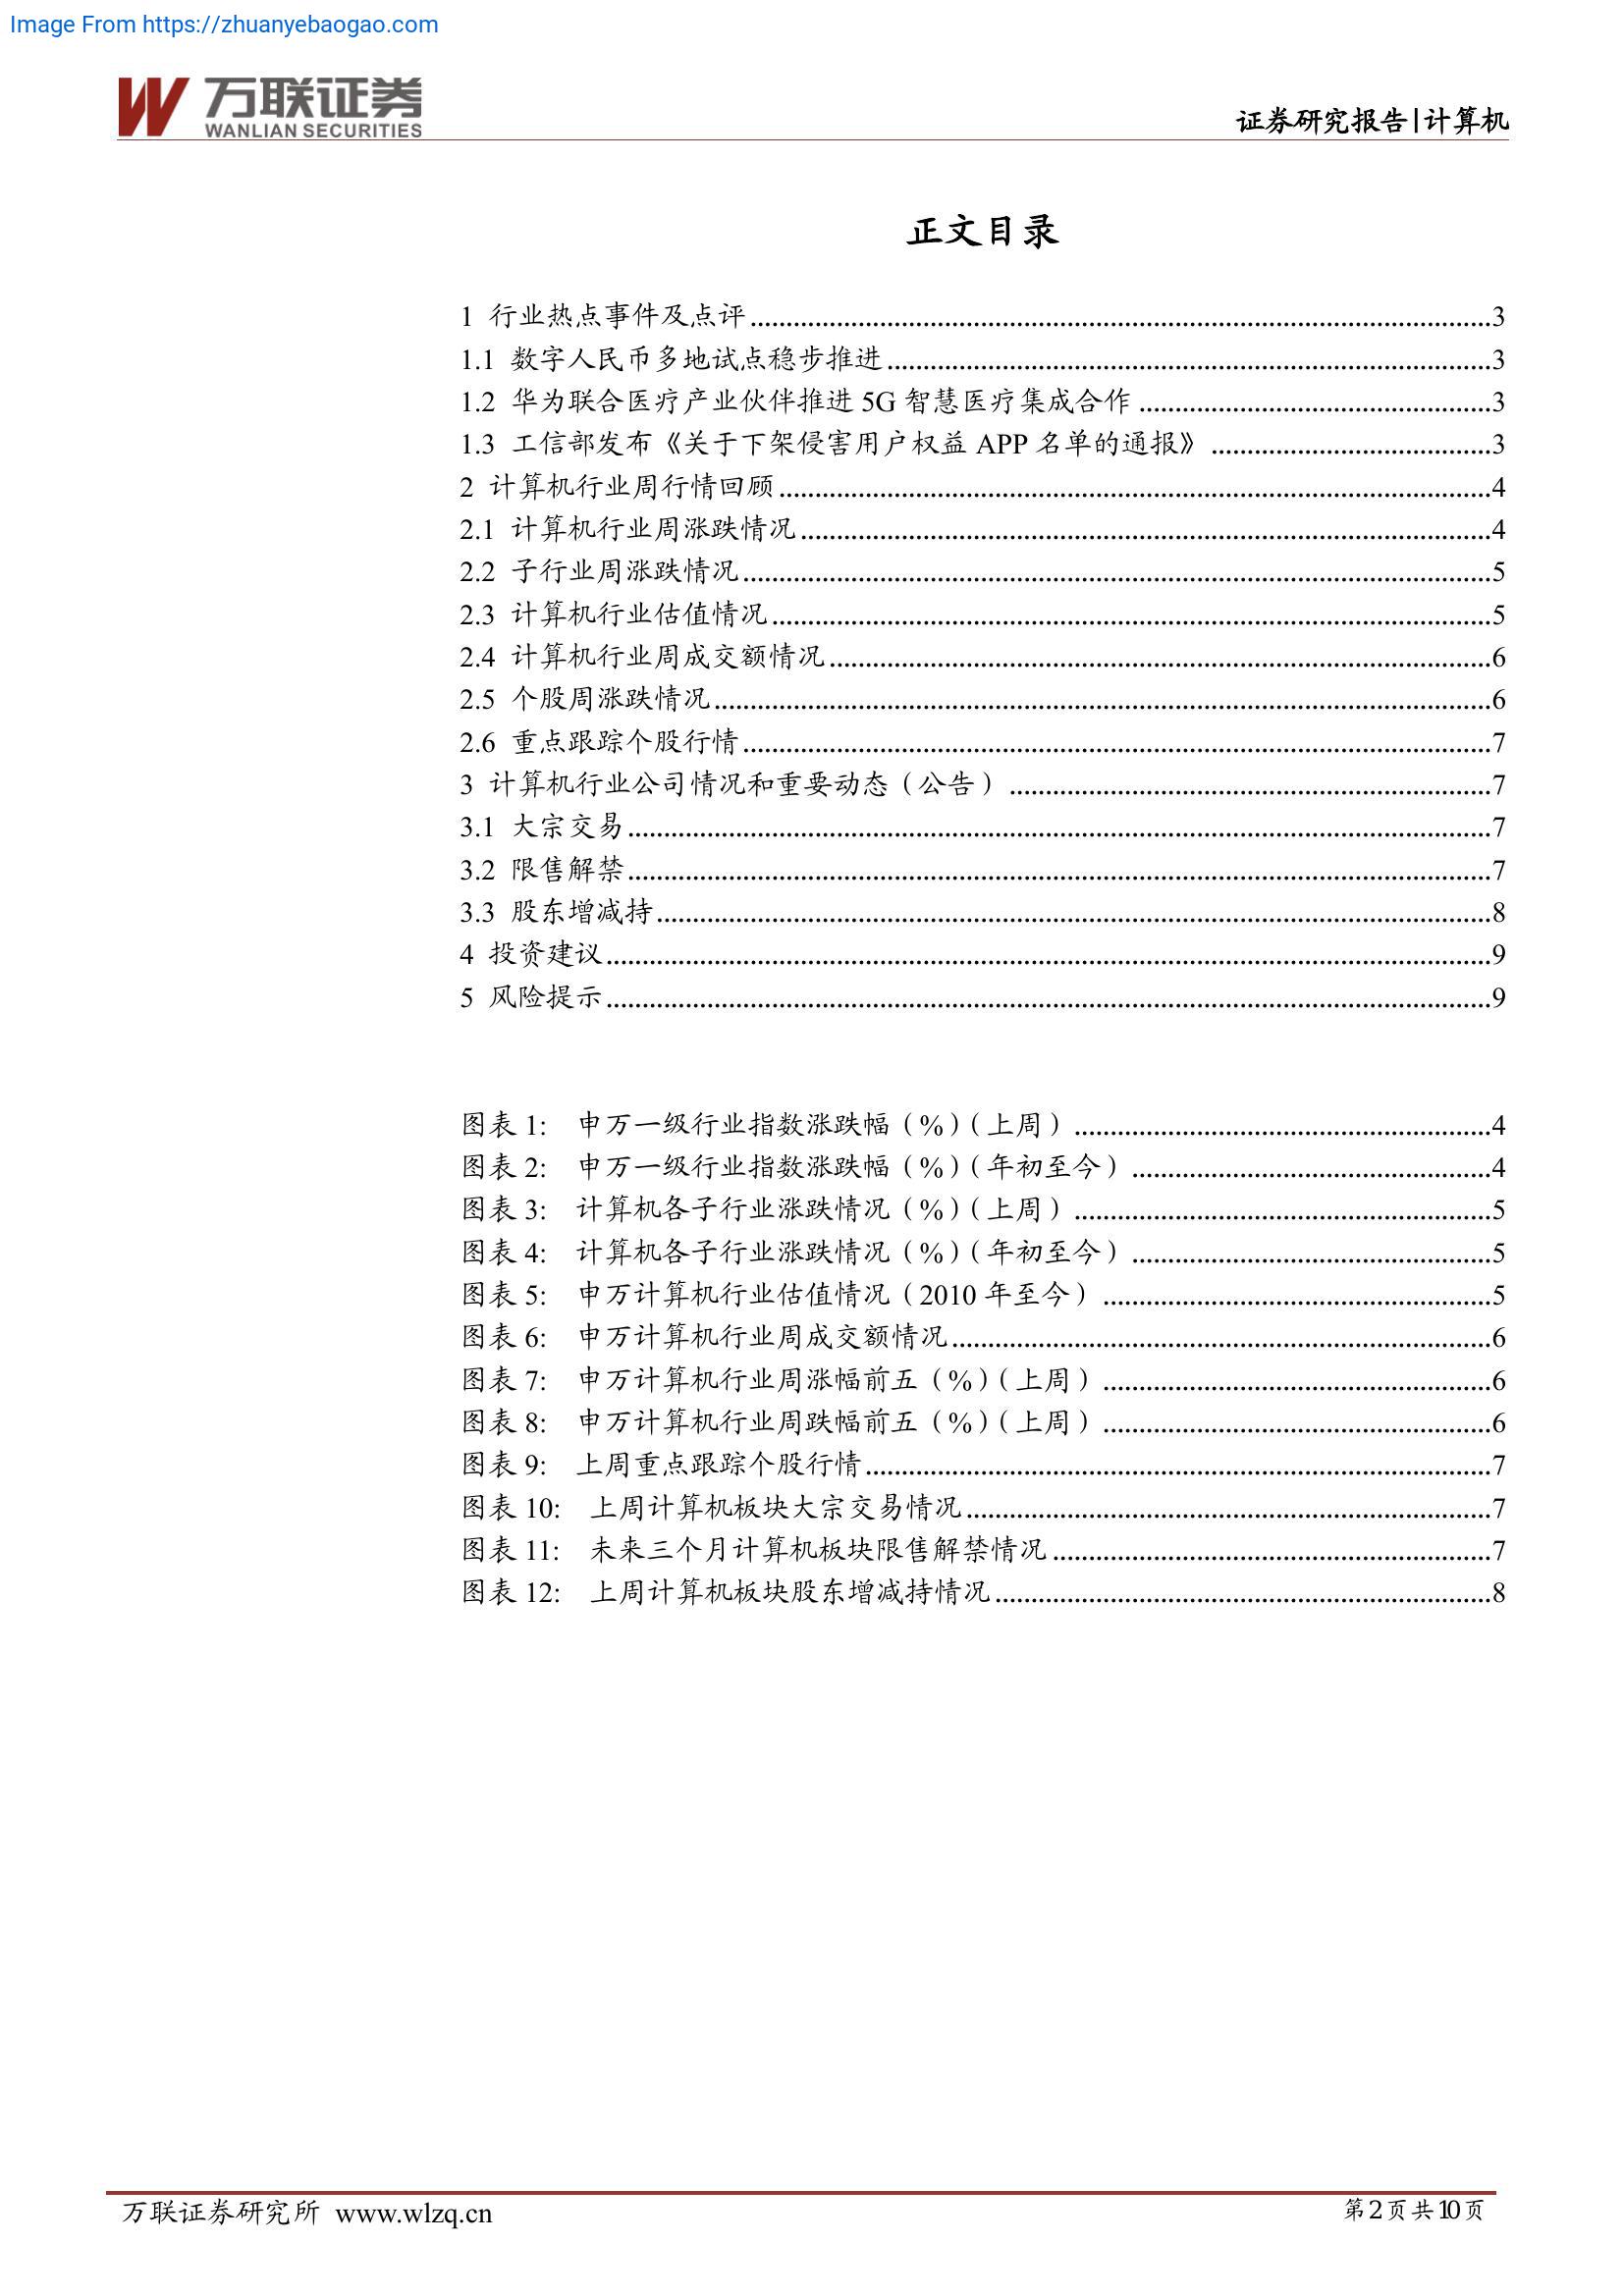 Image From https://zhuanyebaogao.com
万联证券
WANLIAN SECURITIES
证券研究报告|计算机
正文目录
1 行业热点事件及点评...3
1.1 数字人民币多地试点稳步推进...3
1.2 华为联合医疗产业伙伴推进 5G 智慧医疗集成合作...3
1.3 工信部发布《关于下架侵害用户权益 APP 名单的通报》...3
2 计算机行业周行情回顾...4
2.1 计算机行业周涨跌情况...4
2.2 子行业周涨跌情况...5
2.3 计算机行业估值情况...5
2.4 计算机行业周成交额情况...6
2.5 个股周涨跌情况...6
2.6 重点跟踪个股行情...7
3 计算机行业公司情况和重要动态（公告）...7
3.1 大宗交易...7
3.2 限售解禁...7
3.3 股东增减持...8
4 投资建议...9
5 风险提示...9
图表 1: 申万一级行业指数涨跌幅（%）（上周）...4
图表 2: 申万一级行业指数涨跌幅（%）（年初至今）...4
图表 3: 计算机各子行业涨跌情况（%）（上周）...5
图表 4: 计算机各子行业涨跌情况（%）（年初至今）...5
图表 5: 申万计算机行业估值情况（2010 年至今）...5
图表 6: 申万计算机行业周成交额情况...6
图表 7: 申万计算机行业周涨幅前五（%）（上周）...6
图表 8: 申万计算机行业周跌幅前五（%）（上周）...6
图表 9: 上周重点跟踪个股行情...7
图表 10: 上周计算机板块大宗交易情况...7
图表 11: 未来三个月计算机板块限售解禁情况...7
图表 12: 上周计算机板块股东增减持情况...8
万联证券研究所 www.wlzq.cn
第2页共10页